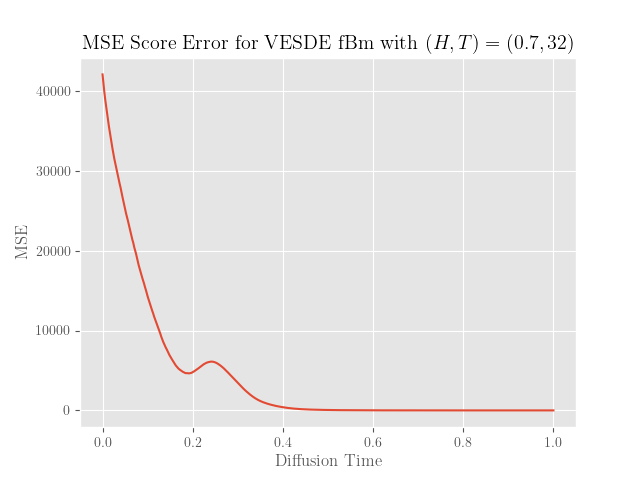 MSE Score Error for VESDE fBm with (H, T) = (0.7, 32)
40000
30000
20000
10000
0
MSE
0.0 0.2 0.4 0.6 0.8 1.0
Diffusion Time